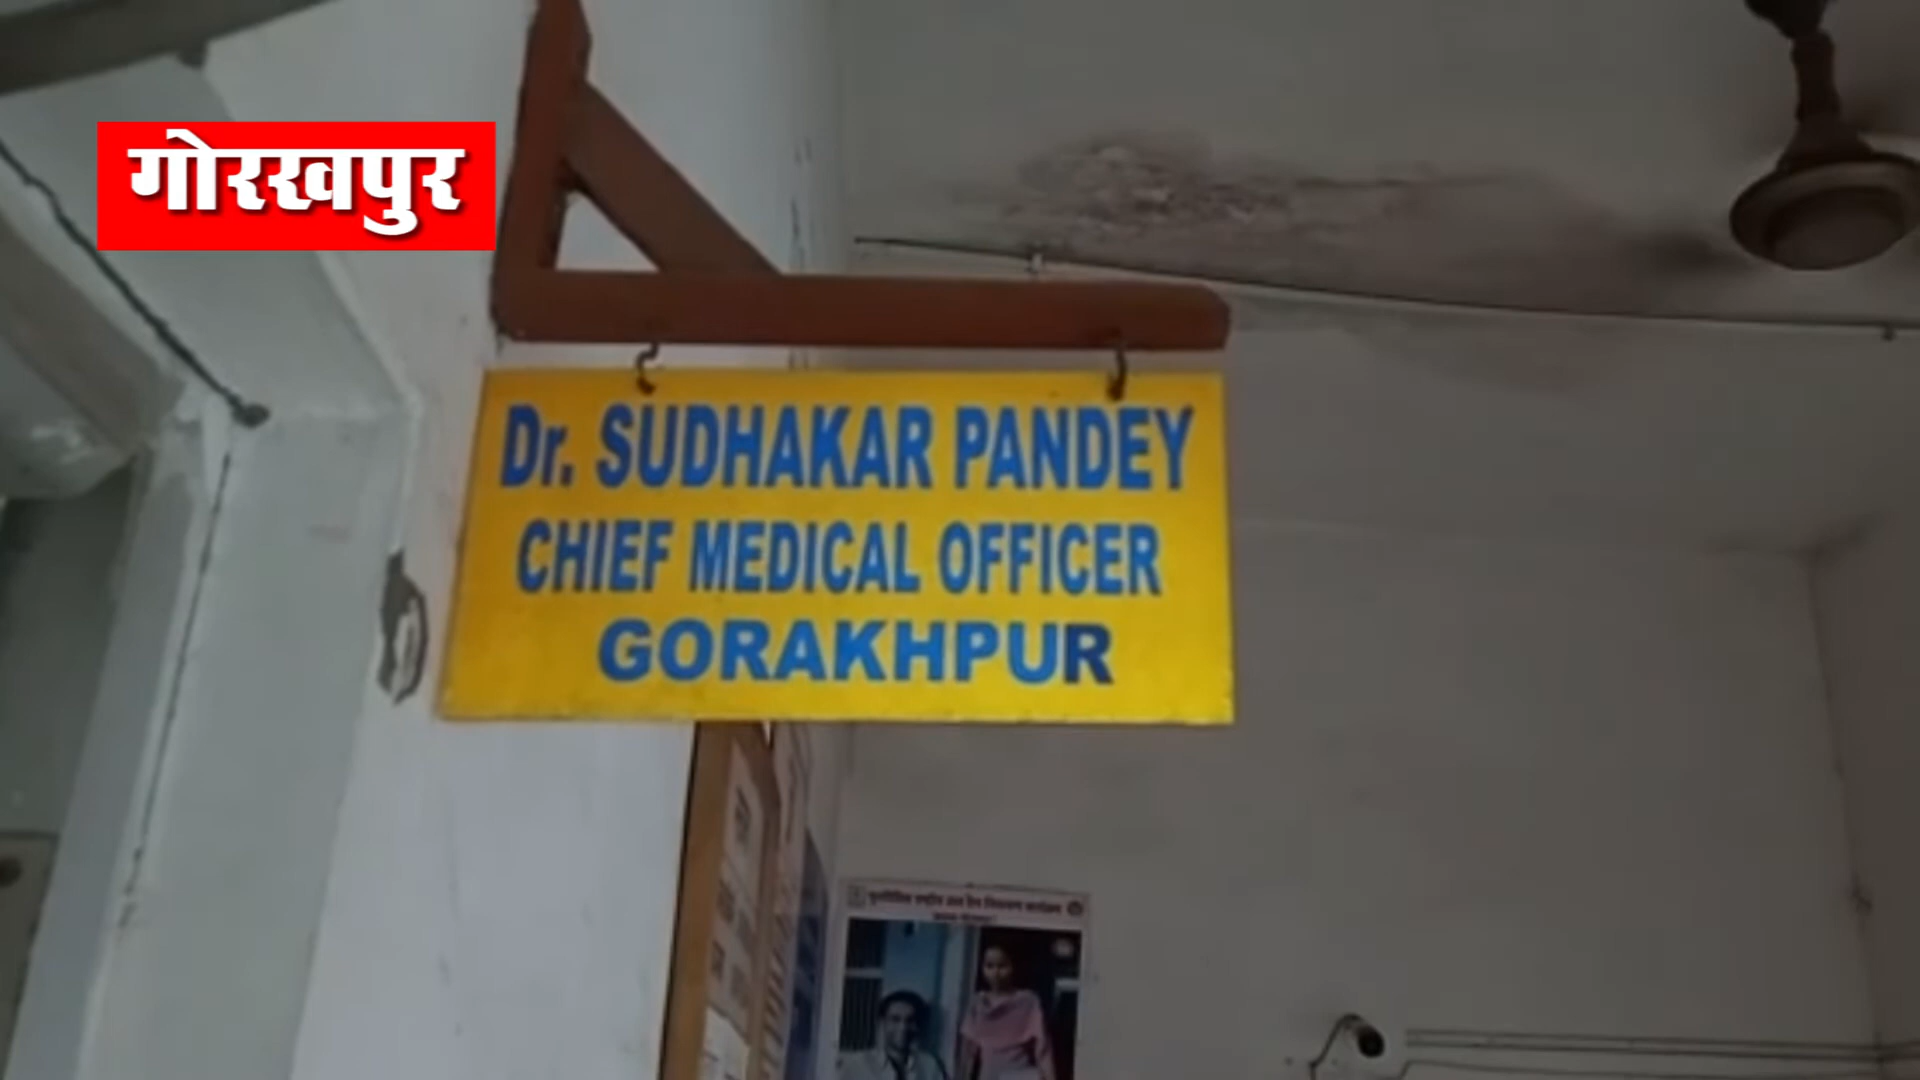 गोरखपुर
Dr. SUDHAKAR PANDEY
CHIEF MEDICAL OFFICER
GORAKHPUR